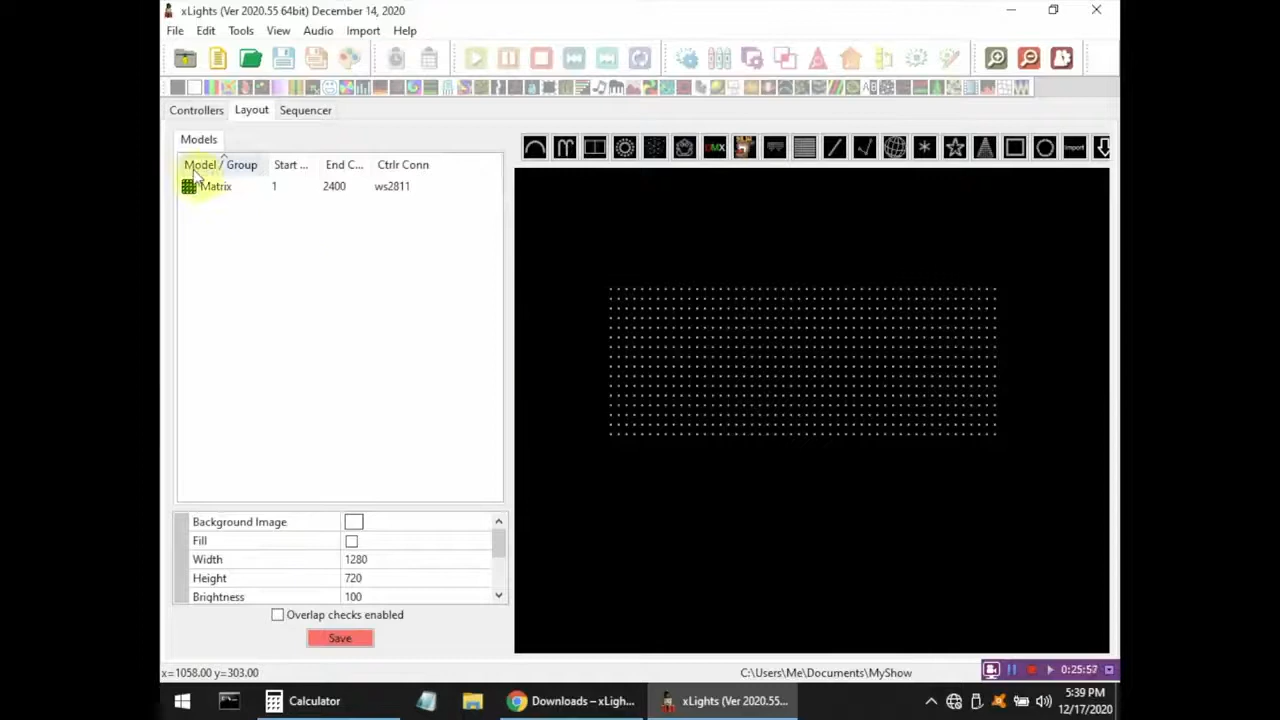 xLights (Ver 2020.55 64bit) December 14, 2020
File Edit Tools View Audio Import Help
Controllers Layout Sequencer
Models
Model / Group Start ... End C... Ctrlr Conn
Matrix 1 2400 ws2811
DMX
Import
Background Image
Fill
Width 1280
Height 720
Brightness 100
Overlap checks enabled
Save
x=1058.00 y=303.00 C:\Users\Me\Documents\MyShow 0:25:57
Calculator Downloads – xLigh... xLights (Ver 2020.55... 5:39 PM
12/17/2020